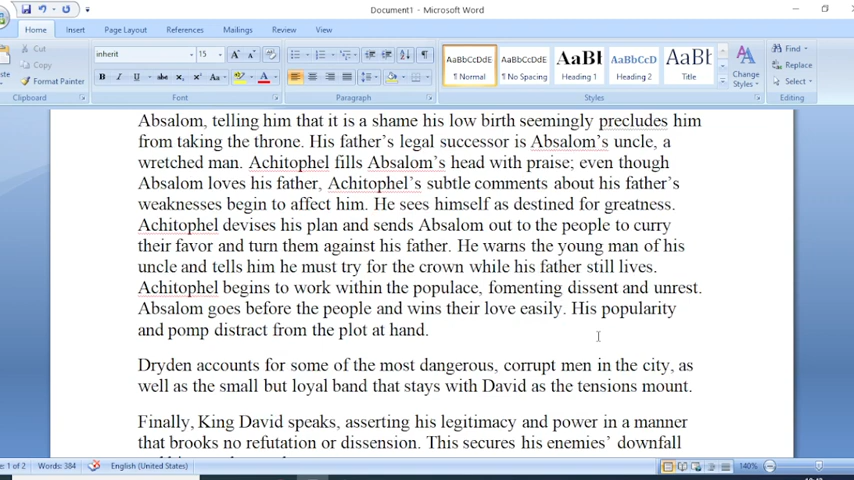 Document1 - Microsoft Word
Home Insert Page Layout References Mailings Review View
Cut
Copy
Format Painter
Clipboard
inherit 15
Font
Paragraph
AaBbCcDc AaBbCcDc AaBbC AaBbCcD AaBbC
¶ Normal ¶ No Spacing Heading 1 Heading 2 Title
Change Styles
Styles
Find
Replace
Select
Editing
Absalom, telling him that it is a shame his low birth seemingly precludes him
from taking the throne. His father’s legal successor is Absalom’s uncle, a
wretched man. Achitophel fills Absalom’s head with praise; even though
Absalom loves his father, Achitophel’s subtle comments about his father’s
weaknesses begin to affect him. He sees himself as destined for greatness.
Achitophel devises his plan and sends Absalom out to the people to curry
their favor and turn them against his father. He warns the young man of his
uncle and tells him he must try for the crown while his father still lives.
Achitophel begins to work within the populace, fomenting dissent and unrest.
Absalom goes before the people and wins their love easily. His popularity
and pomp distract from the plot at hand.
Dryden accounts for some of the most dangerous, corrupt men in the city, as
well as the small but loyal band that stays with David as the tensions mount.
Finally, King David speaks, asserting his legitimacy and power in a manner
that brooks no refutation or dissension. This secures his enemies’ downfall
1 of 2 Words: 384 English (United States) 140%